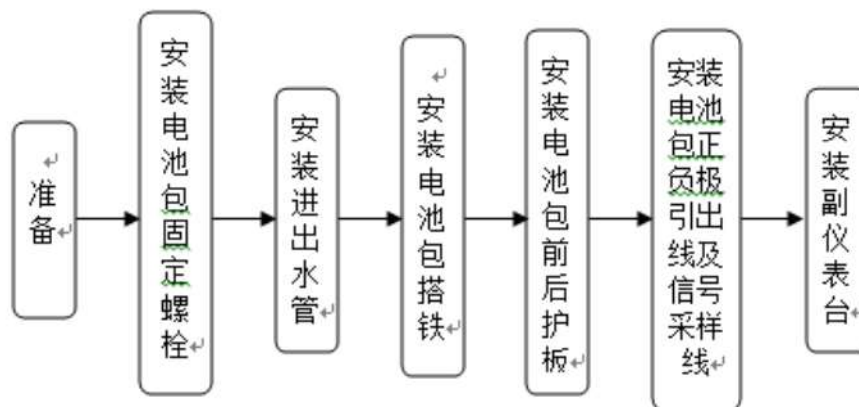 准备
安装电池包固定螺栓
安装进出水管
安装电池包搭铁
安装电池包前后护板
安装
电池
包正
负极
引出
线及
信号
采样
线
安装副仪表台